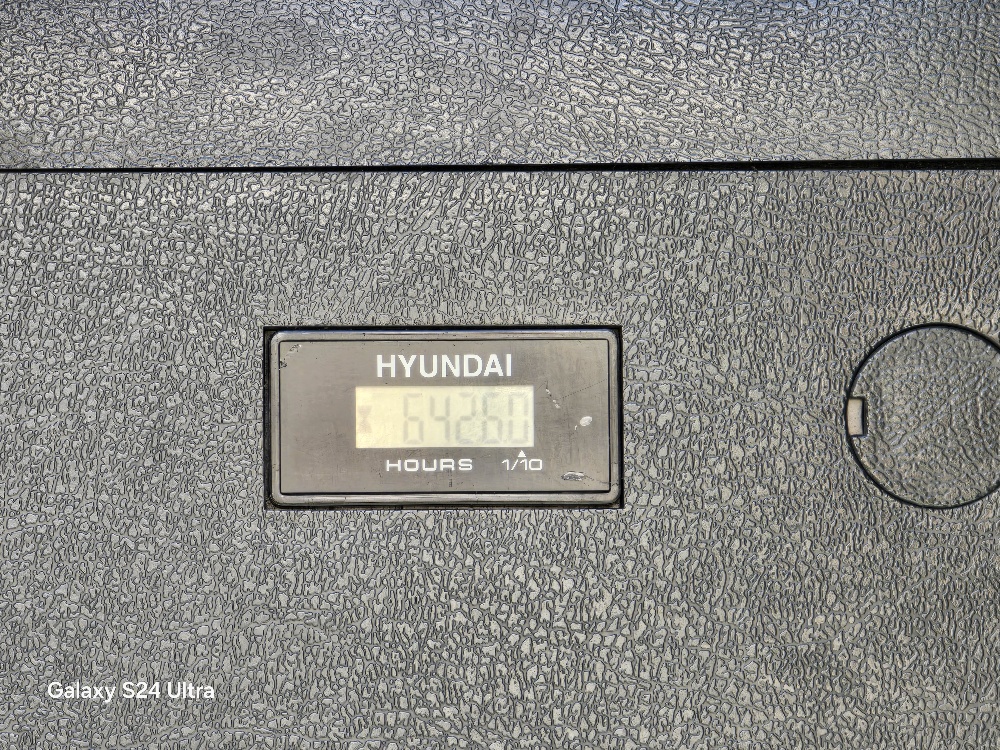 HYUNDAI
64260
HOURS 1/10
Galaxy S24 Ultra